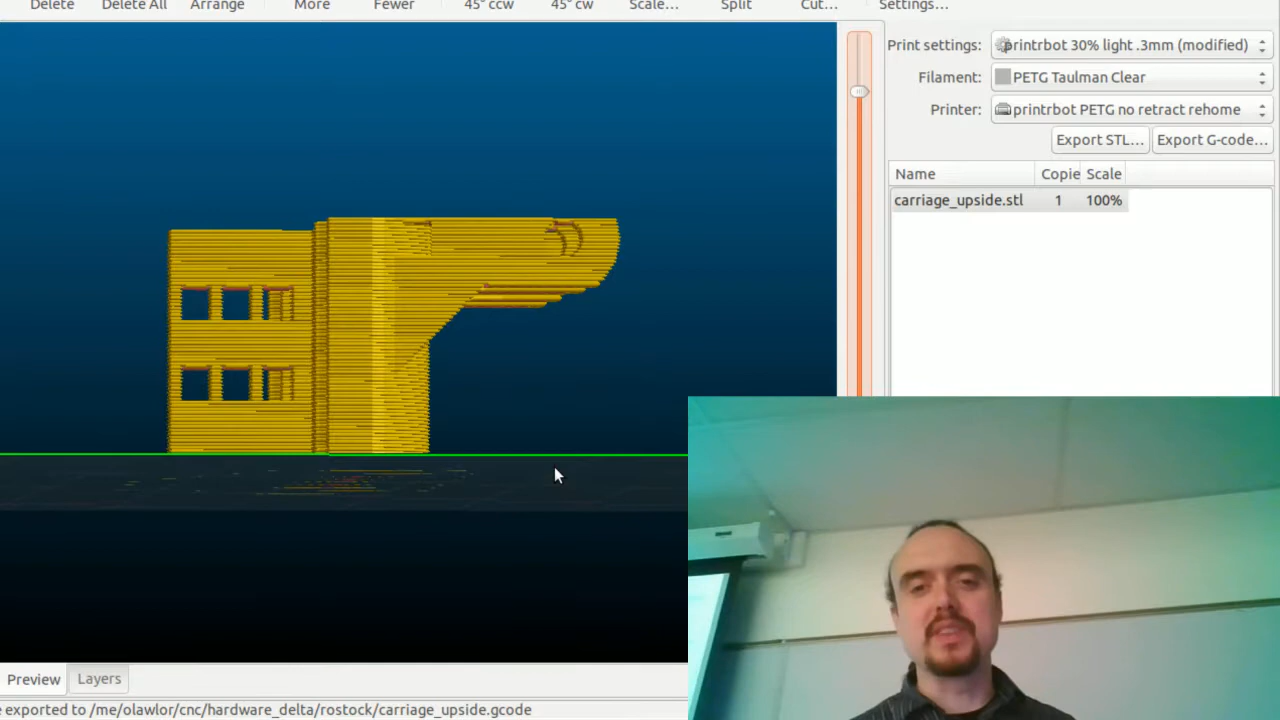 Delete Delete All Arrange More Fewer 45° ccw 45° cw Scale... Split Cut... Settings...
Print settings: printrbot 30% light .3mm (modified)
Filament: PETG Taulman Clear
Printer: printrbot PETG no retract rehome
Export STL... Export G-code...
Name Copie Scale
carriage_upside.stl 1 100%
Preview Layers
exported to /me/olawlor/cnc/hardware_delta/rostock/carriage_upside.gcode